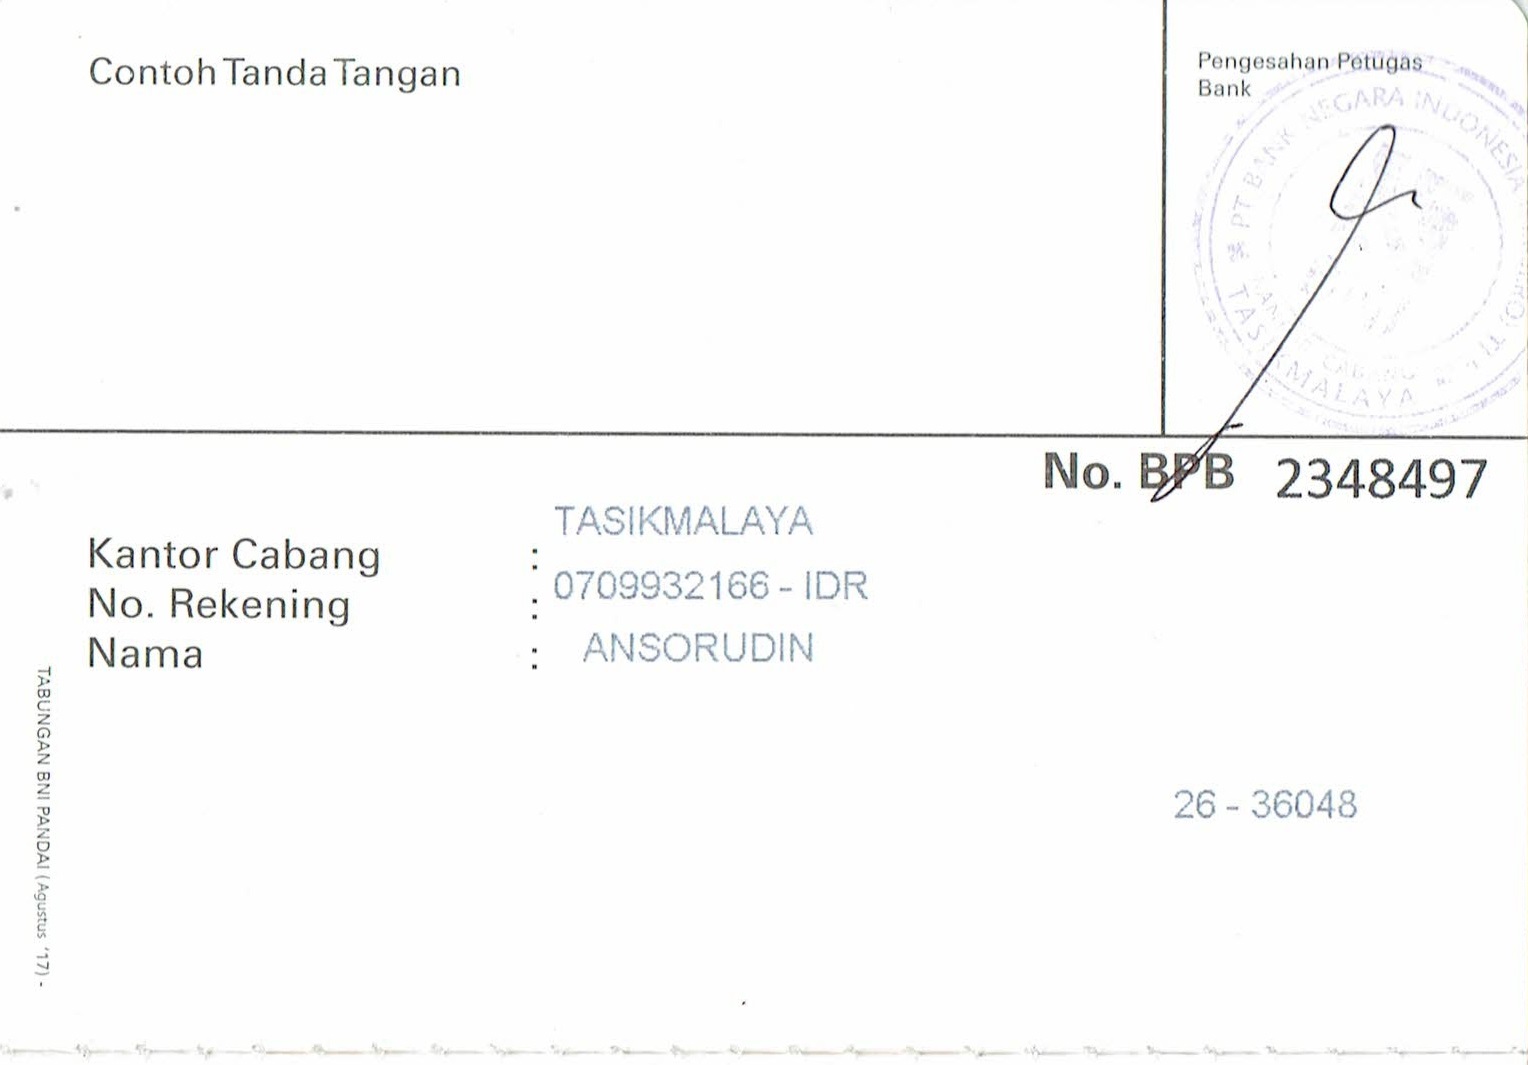 Contoh Tanda Tangan
Pengesahan Petugas
Bank
PT BANK NEGARA INDONESIA
TASIKMALAYA
CABANG
No. BPB 2348497
Kantor Cabang : TASIKMALAYA
No. Rekening : 0709932166 - IDR
Nama : ANSORUDIN
26 - 36048
TABUNGAN BNI PANDAI ( Agustus '17) -